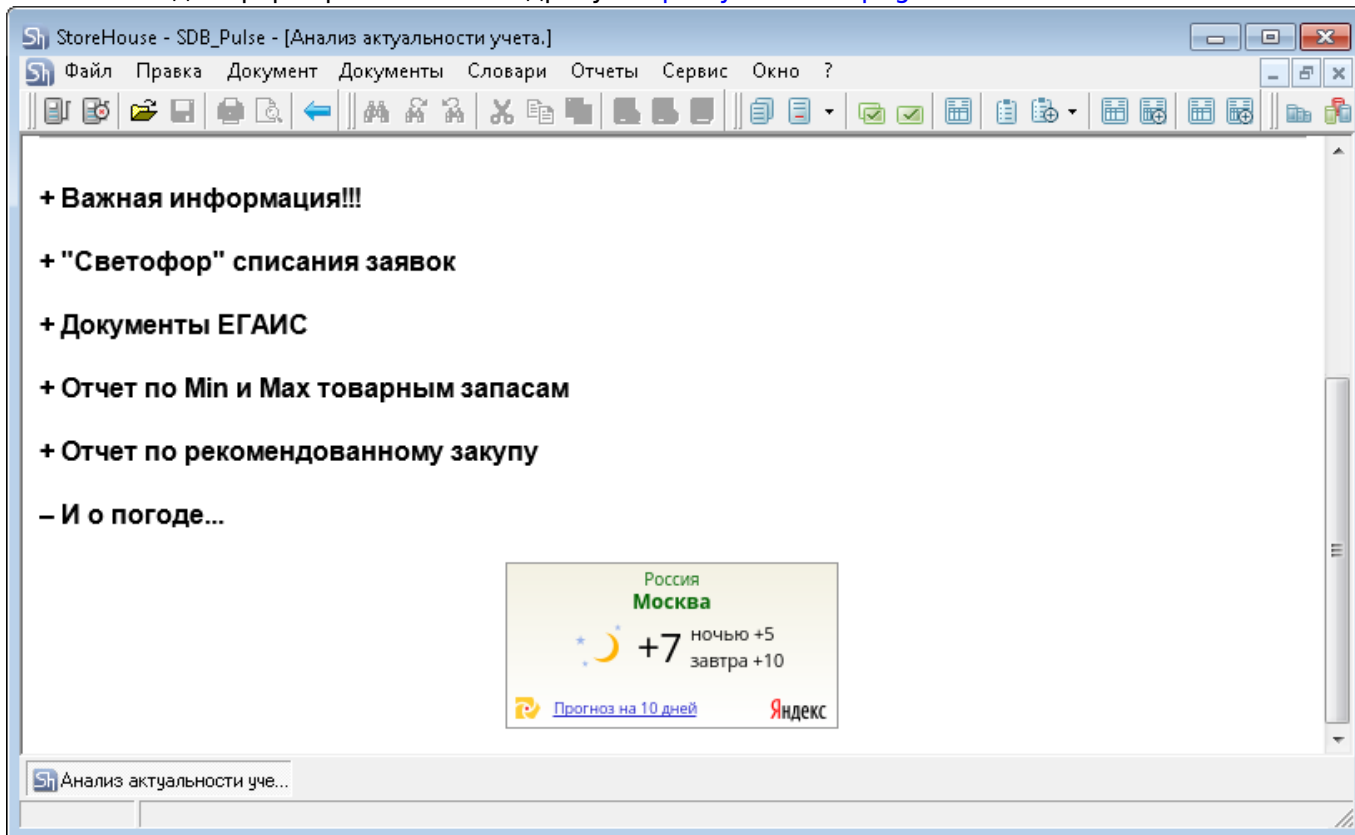 StoreHouse - SDB_Pulse - [Анализ актуальности учета.]
Файл Правка Документ Документы Словари Отчеты Сервис Окно ?
+ Важная информация!!!
+ "Светофор" списания заявок
+ Документы ЕГАИС
+ Отчет по Min и Max товарным запасам
+ Отчет по рекомендованному закупу
– И о погоде...
Россия
Москва
+7
ночью +5
завтра +10
Прогноз на 10 дней
Яндекс
Анализ актуальности уче...